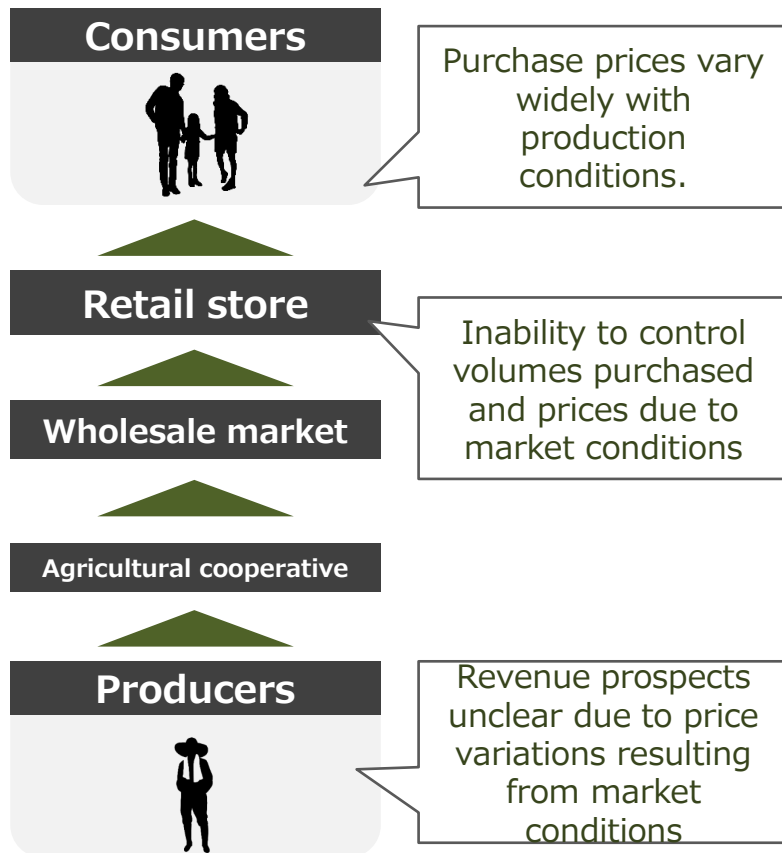 Consumers
Purchase prices vary
widely with
production
conditions.
Retail store
Inability to control
volumes purchased
and prices due to
market conditions
Wholesale market
Agricultural cooperative
Producers
Revenue prospects
unclear due to price
variations resulting
from market
conditions